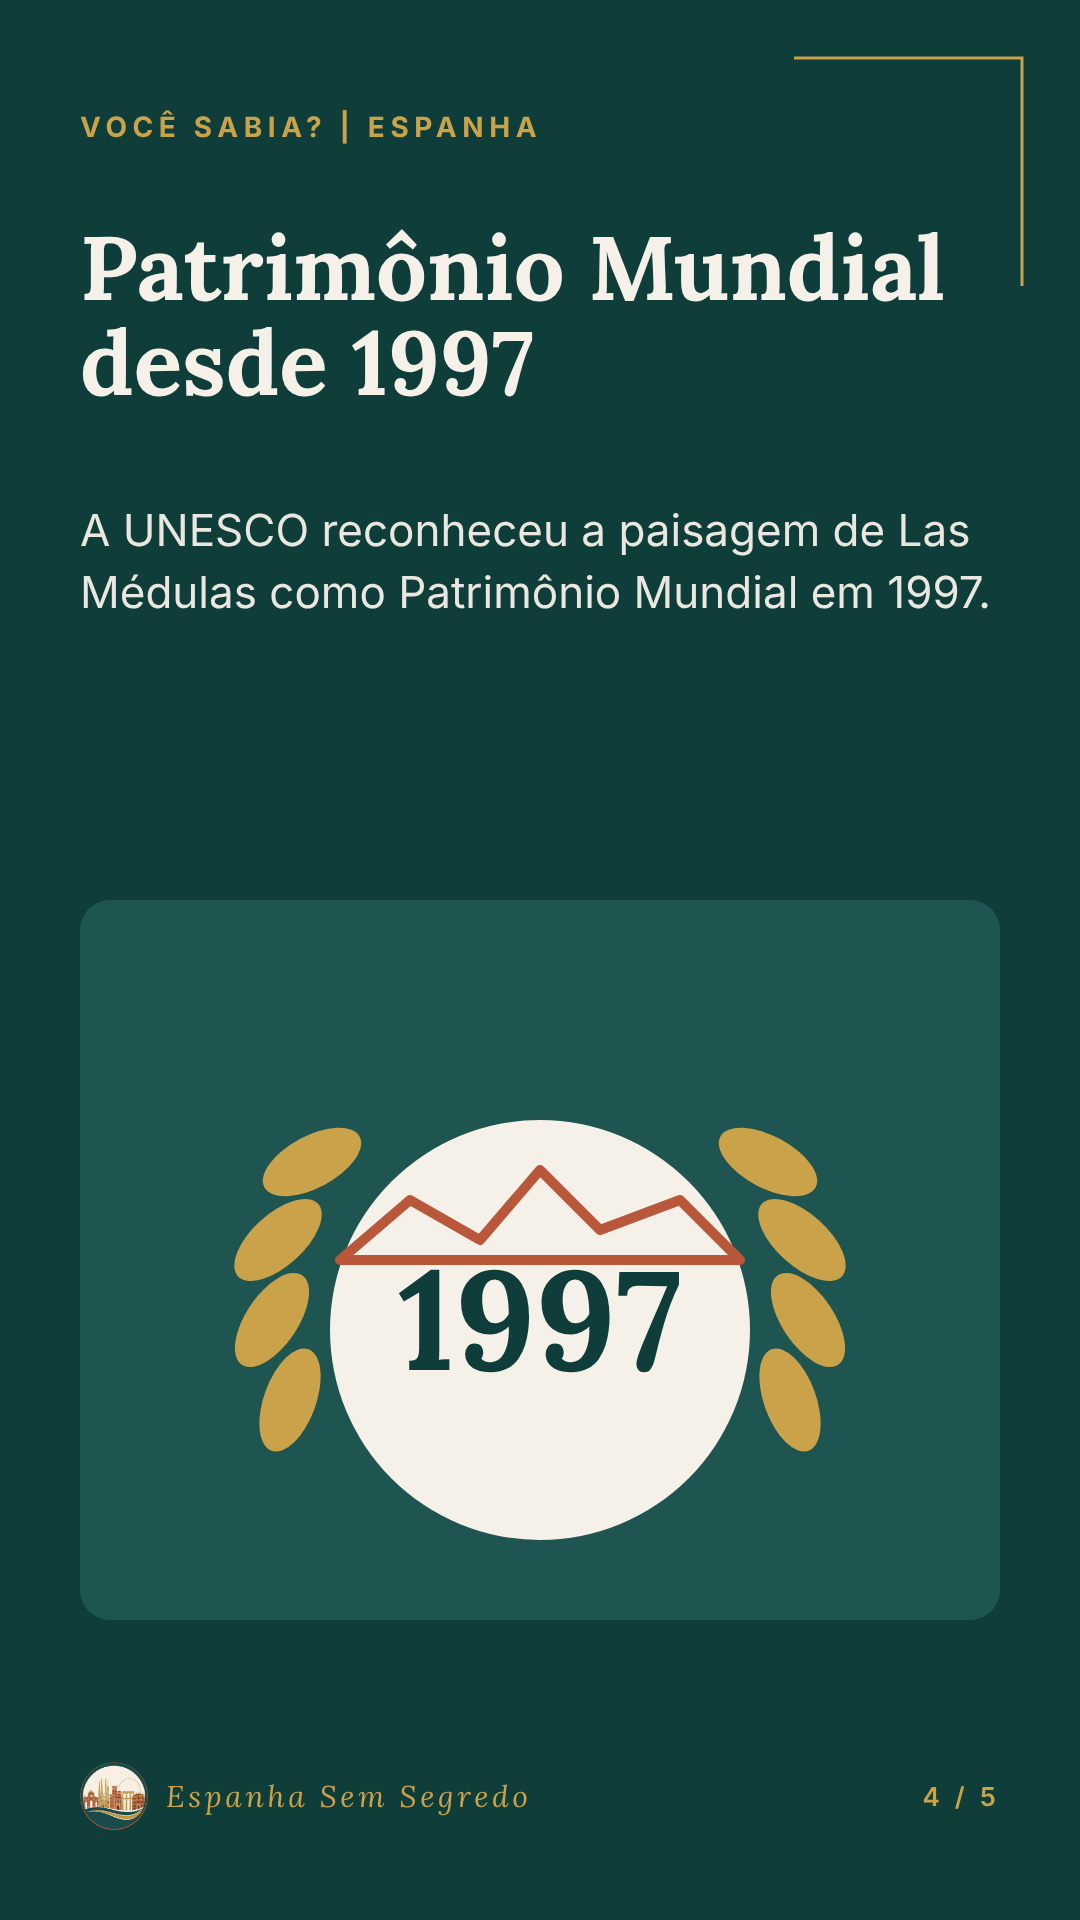 VOCÊ SABIA? | ESPANHA
Patrimônio Mundial
desde 1997
A UNESCO reconheceu a paisagem de Las
Médulas como Patrimônio Mundial em 1997.
1997
Espanha Sem Segredo
4 / 5